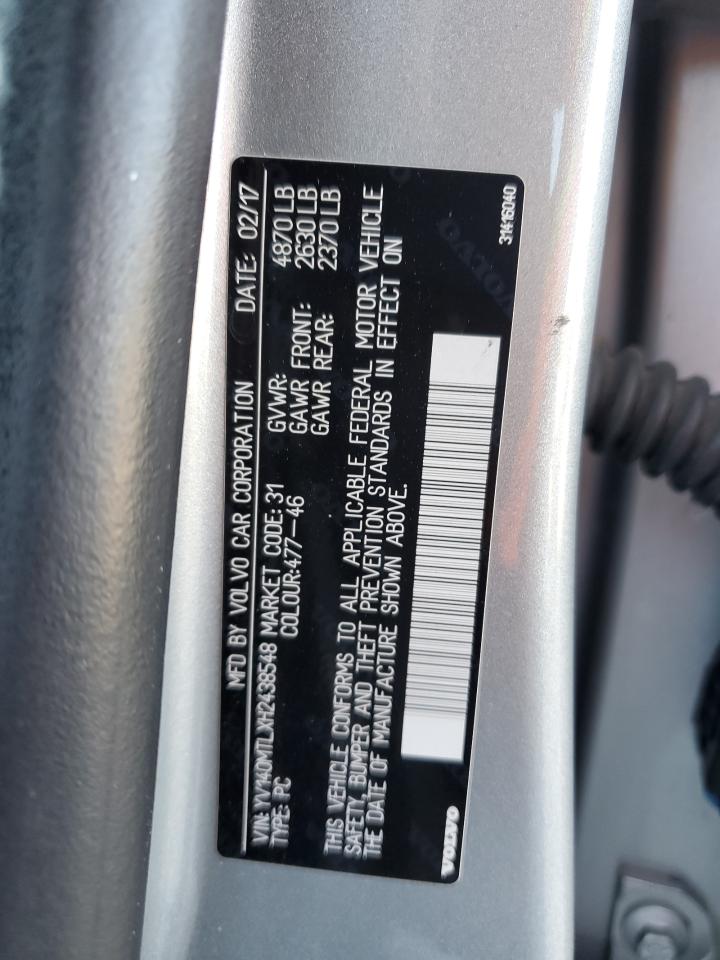 MFD BY VOLVO CAR CORPORATION DATE: 02/17
VIN: YV140MTLXH2438548 MARKET CODE: 31 GVWR: 4870 LB
TYPE: PC COLOUR:477-46 GAWR FRONT: 2630 LB
GAWR REAR: 2370 LB
THIS VEHICLE CONFORMS TO ALL APPLICABLE FEDERAL MOTOR VEHICLE
SAFETY, BUMPER AND THEFT PREVENTION STANDARDS IN EFFECT ON
THE DATE OF MANUFACTURE SHOWN ABOVE.
VOLVO 31416040